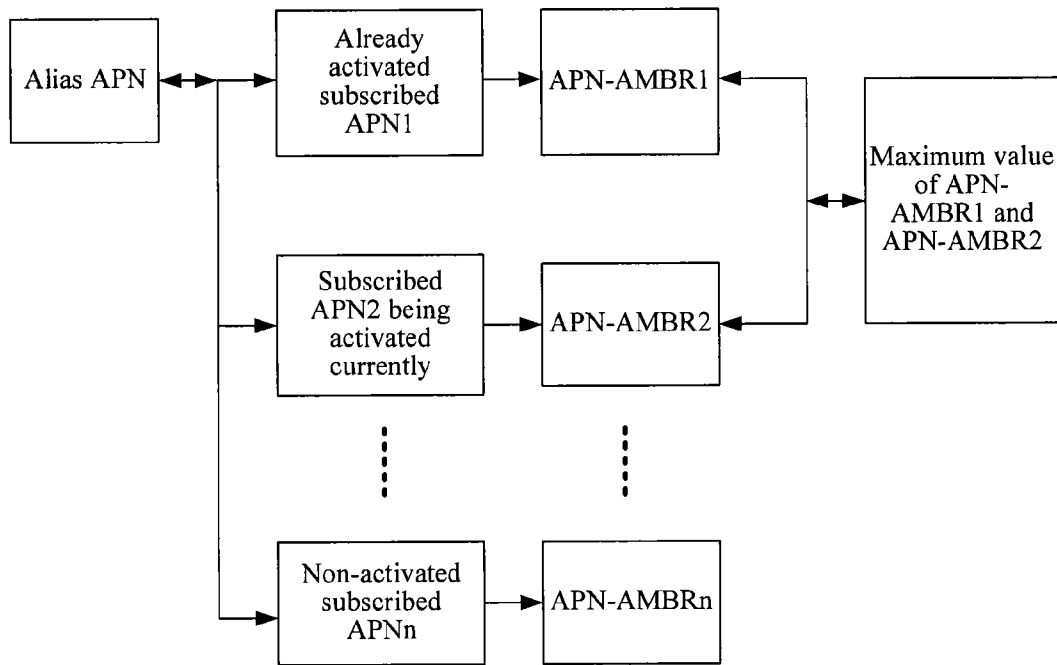 Alias APN
Already
activated
subscribed
APN1
APN-AMBR1
Maximum value
of APN-
AMBR1 and
APN-AMBR2
Subscribed
APN2 being
activated
currently
APN-AMBR2
Non-activated
subscribed
APNn
APN-AMBRn